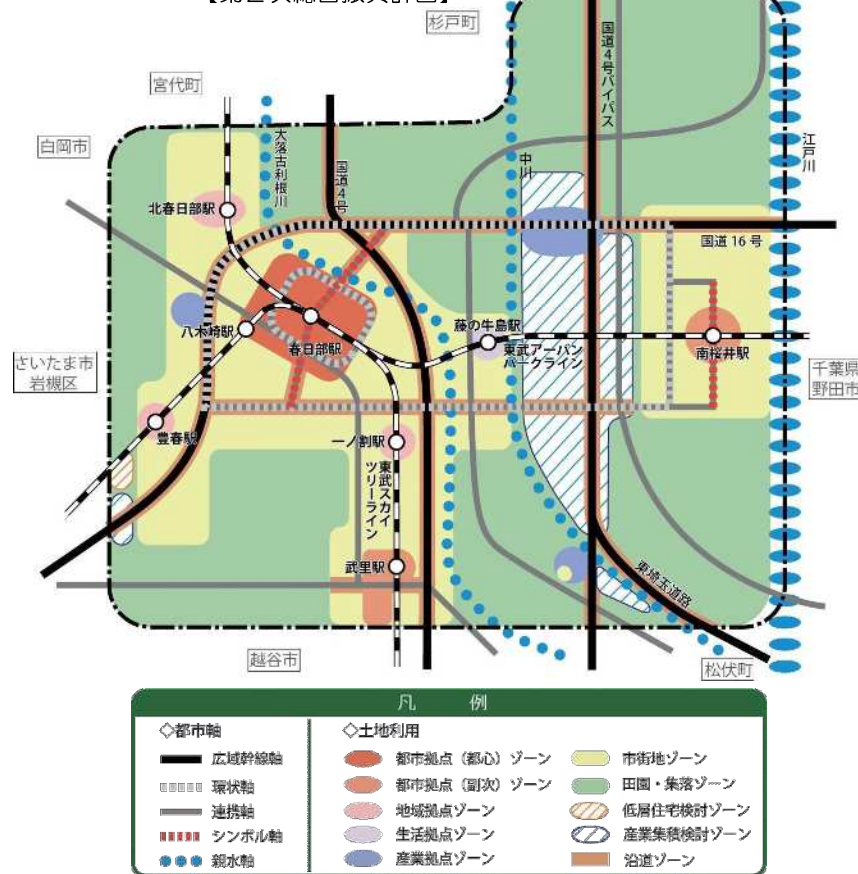 【第2次総合振興計画】
杉戸町
宮代町
白岡市
大落古利根川
国道4号
中川
国道4号バイパス
江戸川
北春日部駅
国道16号
八木崎駅
春日部駅
藤の牛島駅
東武アーバン
パークライン
南桜井駅
さいたま市
岩槻区
千葉県
野田市
豊春駅
一ノ割駅
東武スカイ
ツリーライン
武里駅
東埼玉道路
越谷市
松伏町
凡 例
◇都市軸
広域幹線軸
環状軸
連携軸
シンボル軸
親水軸
◇土地利用
都市拠点（都心）ゾーン
都市拠点（副次）ゾーン
地域拠点ゾーン
生活拠点ゾーン
産業拠点ゾーン
市街地ゾーン
田園・集落ゾーン
低層住宅検討ゾーン
産業集積検討ゾーン
沿道ゾーン